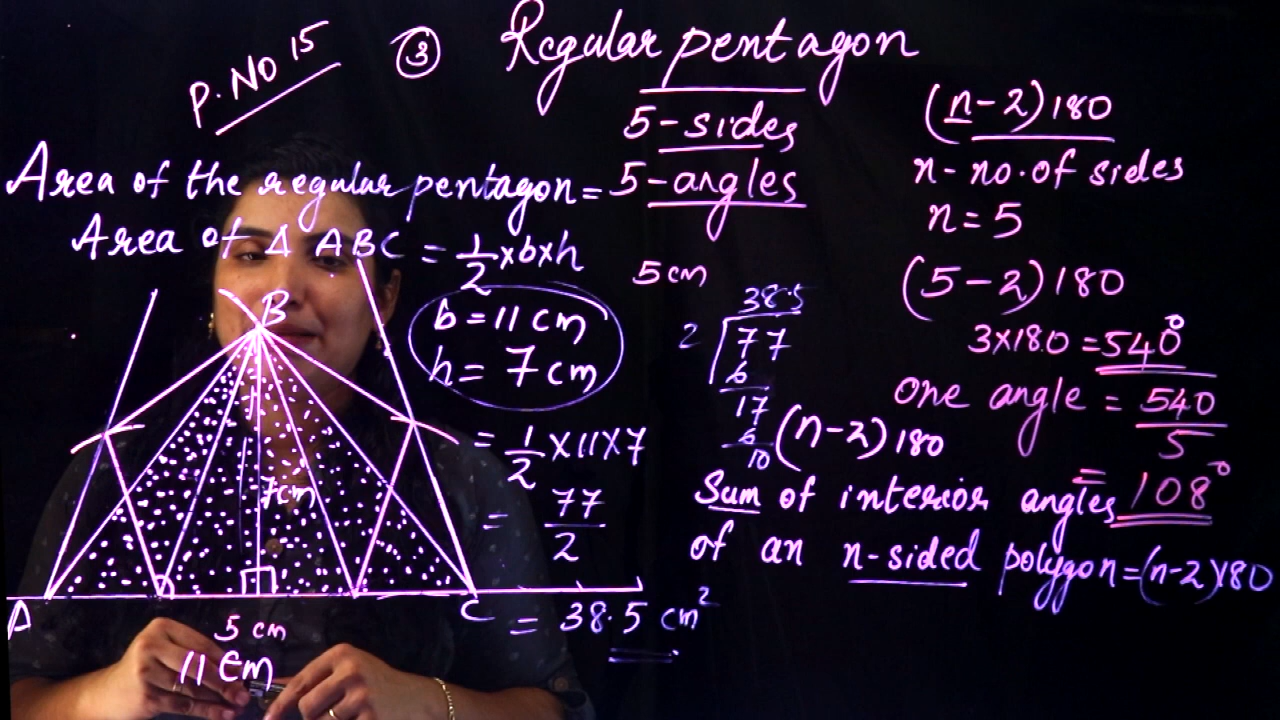 P. NO 15
③ Regular pentagon
5-sides
5-angles
(n-2)180
n - no. of sides
n = 5
(5-2)180
3x180 = 540°
one angle = 540/5
= 108°
Area of the regular pentagon =
Area of Δ ABC = 1/2 xbxh
5 cm
b = 11 cm
h = 7 cm
38.5
2 77
6
17
6
10
= 1/2 x 11 x 7
= 77/2
= 38.5 cm²
B
7cm
A
C
5 cm
11 cm
(n-2)180
Sum of interior angles
of an n-sided polygon = (n-2)x80